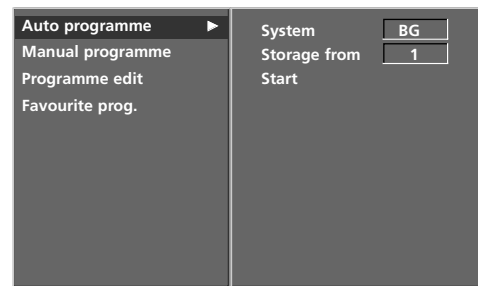 Auto programme ►
Manual programme
Programme edit
Favourite prog.
System BG
Storage from 1
Start